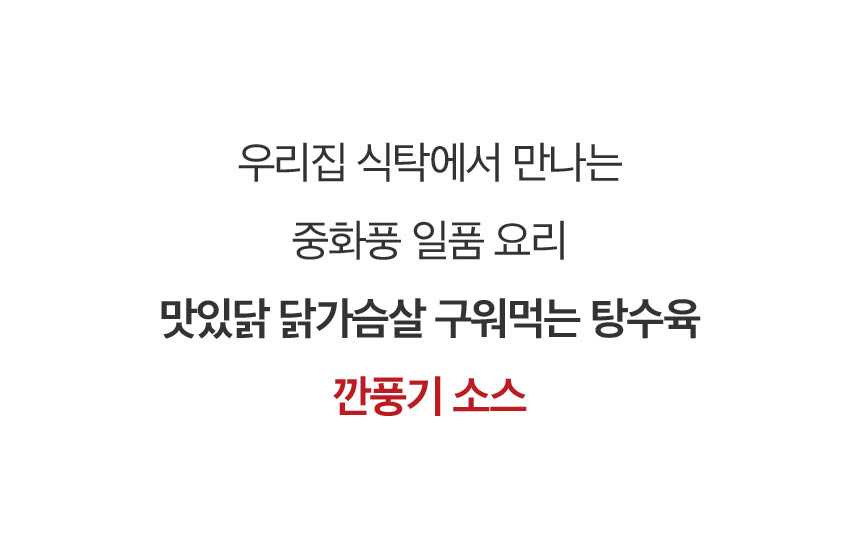 우리집 식탁에서 만나는
중화풍 일품 요리
맛있닭 닭가슴살 구워먹는 탕수육
깐풍기 소스